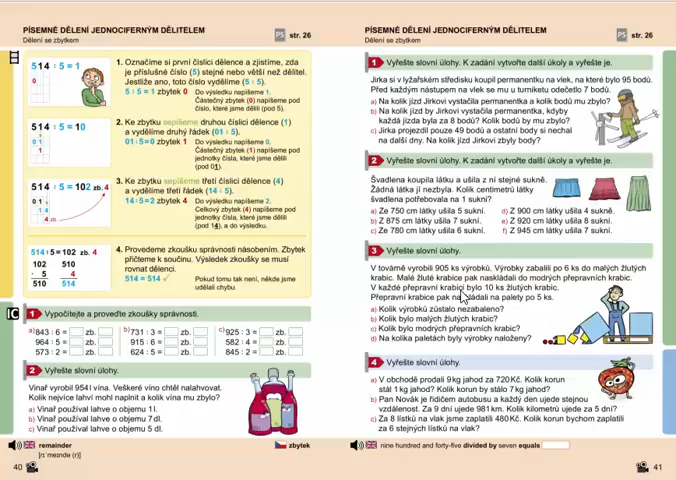 PÍSEMNÉ DĚLENÍ JEDNOCIFERNÝM DĚLITELEM
Dělení se zbytkem
PS str. 26
514 : 5 = 1
0
1. Označíme si první číslici dělence a zjistíme, zda
je příslušné číslo (5) stejné nebo větší než dělitel.
Jestliže ano, toto číslo vydělíme (5 : 5).
5 : 5 = 1 zbytek 0 Do výsledku napíšeme 1.
Částečný zbytek (0) napíšeme pod
číslo, které jsme dělili (pod 5).
514 : 5 = 10
0 1
1
2. Ke zbytku sepíšeme druhou číslici dělence (1)
a vydělíme druhý řádek (01 : 5).
01 : 5 = 0 zbytek 1 Do výsledku napíšeme 0.
Částečný zbytek (1) napíšeme pod
jednotky čísla, které jsme dělili
(pod 01).
514 : 5 = 102 zb. 4
0 1
1 4
4 zb.
3. Ke zbytku sepíšeme třetí číslici dělence (4)
a vydělíme třetí řádek (14 : 5).
14 : 5 = 2 zbytek 4 Do výsledku napíšeme 2.
Celkový zbytek (4) napíšeme pod
jednotky čísla, které jsme dělili
(pod 14), a do výsledku.
514 : 5 = 102 zb. 4
102 510
· 5 4
510 514
4. Provedeme zkoušku správnosti násobením. Zbytek
přičteme k součinu. Výsledek zkoušky se musí
rovnat dělenci.
514 = 514 ✓ Pokud tomu tak není, někde jsme
udělali chybu.
1 Vypočítejte a proveďte zkoušky správnosti.
a) 843 : 6 = zb. b) 731 : 3 = zb. c) 925 : 3 = zb.
964 : 5 = zb. 915 : 6 = zb. 582 : 4 = zb.
573 : 2 = zb. 624 : 5 = zb. 845 : 2 = zb.
2 Vyřešte slovní úlohy.
Vinař vyrobil 954 l vína. Veškeré víno chtěl nalahvovat.
Kolik nejvíce lahví mohl naplnit a kolik vína mu zbylo?
a) Vinař používal lahve o objemu 1 l.
b) Vinař používal lahve o objemu 7 dl.
c) Vinař používal lahve o objemu 5 dl.
remainder zbytek
40
PÍSEMNÉ DĚLENÍ JEDNOCIFERNÝM DĚLITELEM
Dělení se zbytkem
PS str. 26
1 Vyřešte slovní úlohy. K zadání vytvořte další úkoly a vyřešte je.
Jirka si v lyžařském středisku koupil permanentku na vlek, na které bylo 95 bodů.
Před každým nástupem na vlek se mu u turniketu odečetlo 7 bodů.
a) Na kolik jízd Jirkovi vystačila permanentka a kolik bodů mu zbylo?
b) Na kolik jízd by Jirkovi vystačila permanentka, kdyby
každá jízda byla za 8 bodů? Kolik bodů by mu zbylo?
c) Jirka projezdil pouze 49 bodů a ostatní body si nechal
na další dny. Na kolik jízd Jirkovi zbyly body?
2 Vyřešte slovní úlohy. K zadání vytvořte další úkoly a vyřešte je.
Švadlena koupila látku a ušila z ní stejné sukně.
Žádná látka jí nezbyla. Kolik centimetrů látky
švadlena potřebovala na 1 sukni?
a) Ze 750 cm látky ušila 5 sukní. d) Z 900 cm látky ušila 4 sukně.
b) Z 875 cm látky ušila 7 sukní. e) Z 920 cm látky ušila 8 sukní.
c) Ze 780 cm látky ušila 6 sukní. f) Z 945 cm látky ušila 7 sukní.
3 Vyřešte slovní úlohy.
V továrně vyrobili 905 ks výrobků. Výrobky zabalili po 6 ks do malých žlutých
krabic. Malé žluté krabice pak naskládali do modrých přepravních krabic.
V každé přepravní krabici bylo 10 ks žlutých krabic.
Přepravní krabice pak naskládali na palety po 5 ks.
a) Kolik výrobků zůstalo nezabaleno?
b) Kolik bylo malých žlutých krabic?
c) Kolik bylo modrých přepravních krabic?
d) Na kolika paletách byly výrobky naloženy?
4 Vyřešte slovní úlohy.
a) V obchodě prodali 9 kg jahod za 720 Kč. Kolik korun
stál 1 kg jahod? Kolik korun by stálo 7 kg jahod?
b) Pan Novák je řidičem autobusu a každý den ujede stejnou
vzdálenost. Za 9 dní ujede 981 km. Kolik kilometrů ujede za 5 dní?
c) Za 8 lístků na vlek jsme zaplatili 480 Kč. Kolik korun bychom zaplatili
za 6 stejných lístků na vlek?
nine hundred and forty-five divided by seven equals
41